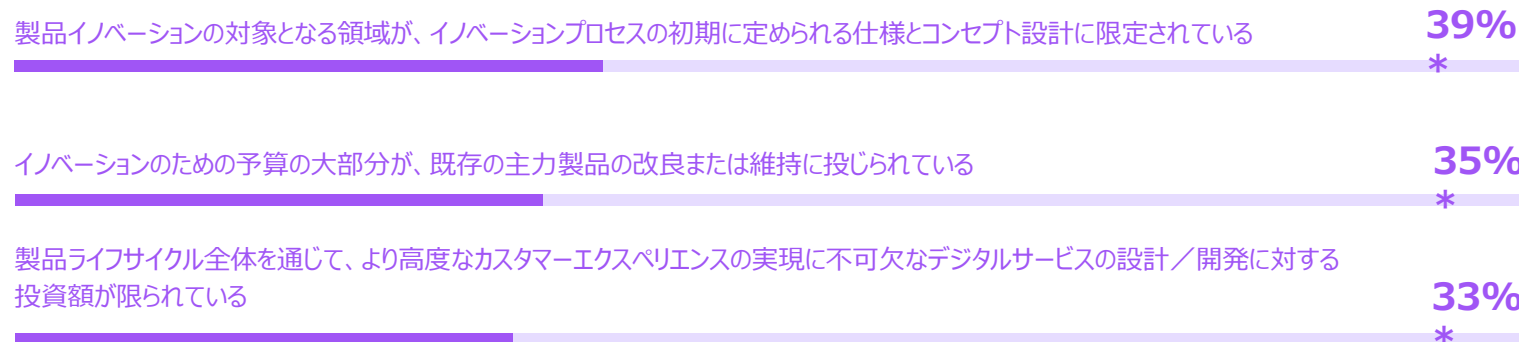 製品イノベーションの対象となる領域が、イノベーションプロセスの初期に定められる仕様とコンセプト設計に限定されている
39%
*
イノベーションのための予算の大部分が、既存の主力製品の改良または維持に投じられている
35%
*
製品ライフサイクル全体を通じて、より高度なカスタマーエクスペリエンスの実現に不可欠なデジタルサービスの設計／開発に対する
投資額が限られている
33%
*